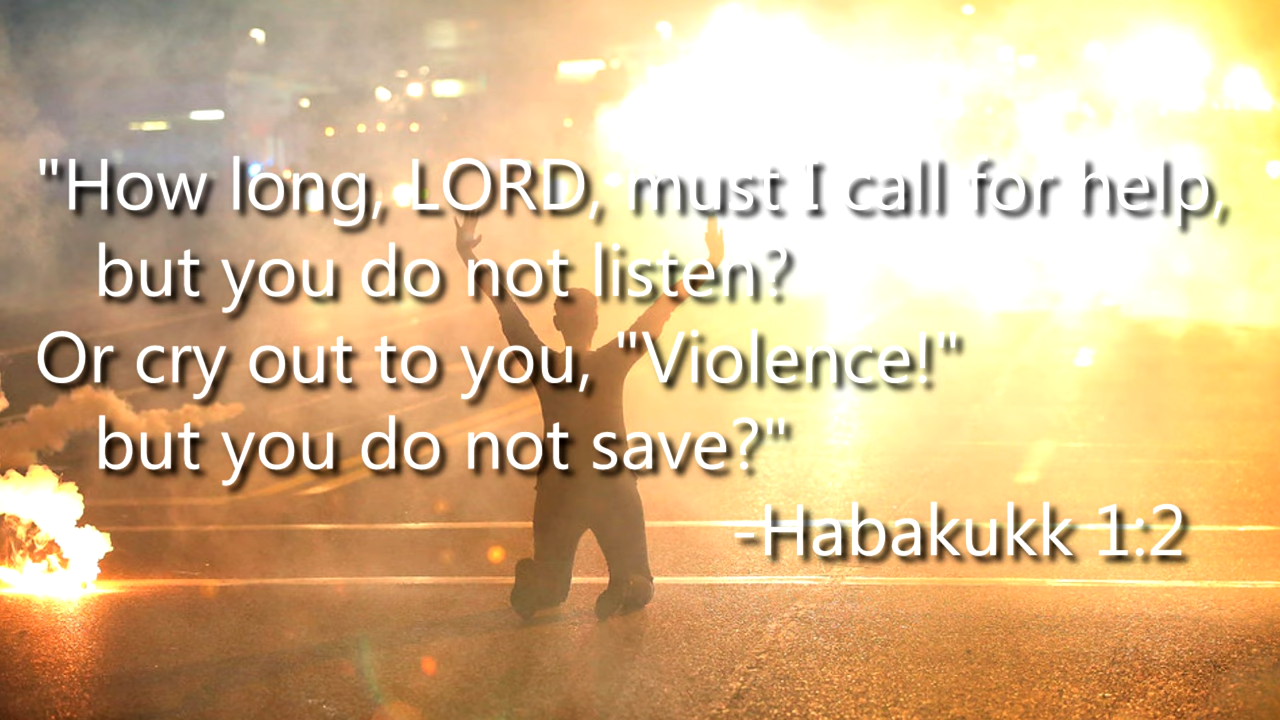 "How long, LORD, must I call for help,
but you do not listen?
Or cry out to you, "Violence!"
but you do not save?"
-Habakukk 1:2